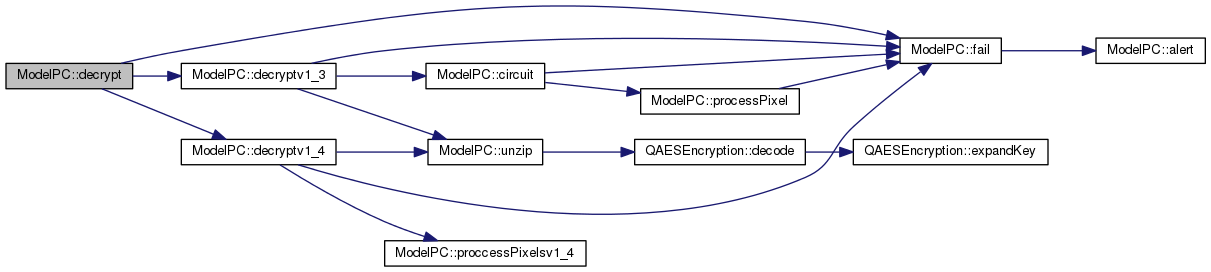 ModelPC::decrypt
ModelPC::decryptv1_3
ModelPC::circuit
ModelPC::fail
ModelPC::alert
ModelPC::processPixel
ModelPC::decryptv1_4
ModelPC::unzip
QAESEncryption::decode
QAESEncryption::expandKey
ModelPC::proccessPixelsv1_4